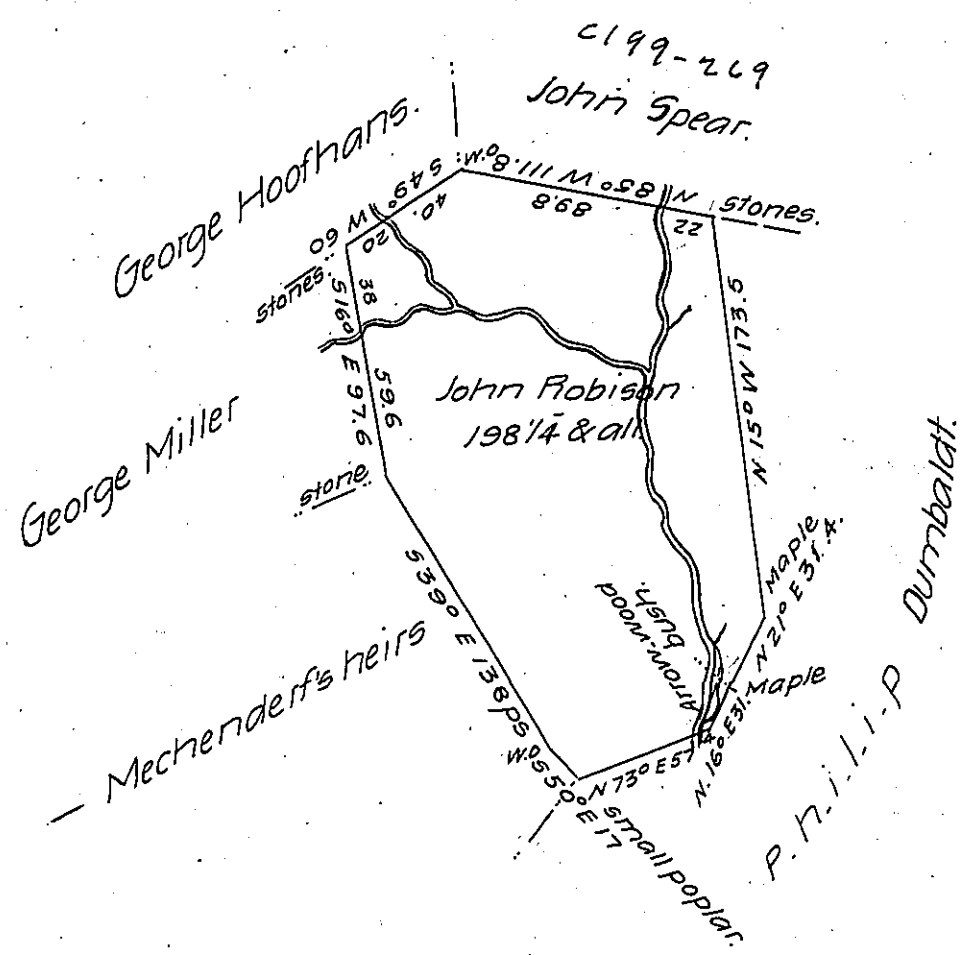 C199-269
John Spear.
George Hoofhans.
S 49° W 60
40.
20
W.O.
N 85° W 111.8
89.8
22
stones.
stones.
S 16° E 97.6
38
59.6
George Miller
stone
John Robison
198 1/4 & all.
N 15° W 173.5
Maple
N 21° E 31.4.
Maple
N. 16° E 31.
Arrow.wood
bush.
S 39° E 138 ps
Mechenderf's heirs
W.O.
S 50° E 17
N 73° E 57
small poplar.
P.h.i.l.i.p
Dumbaldt.